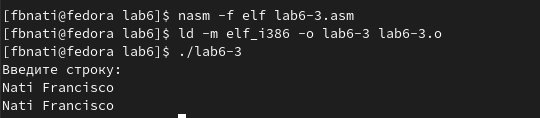 [fbnati@fedora lab6]$ nasm -f elf lab6-3.asm
[fbnati@fedora lab6]$ ld -m elf_i386 -o lab6-3 lab6-3.o
[fbnati@fedora lab6]$ ./lab6-3
Введите строку:
Nati Francisco
Nati Francisco